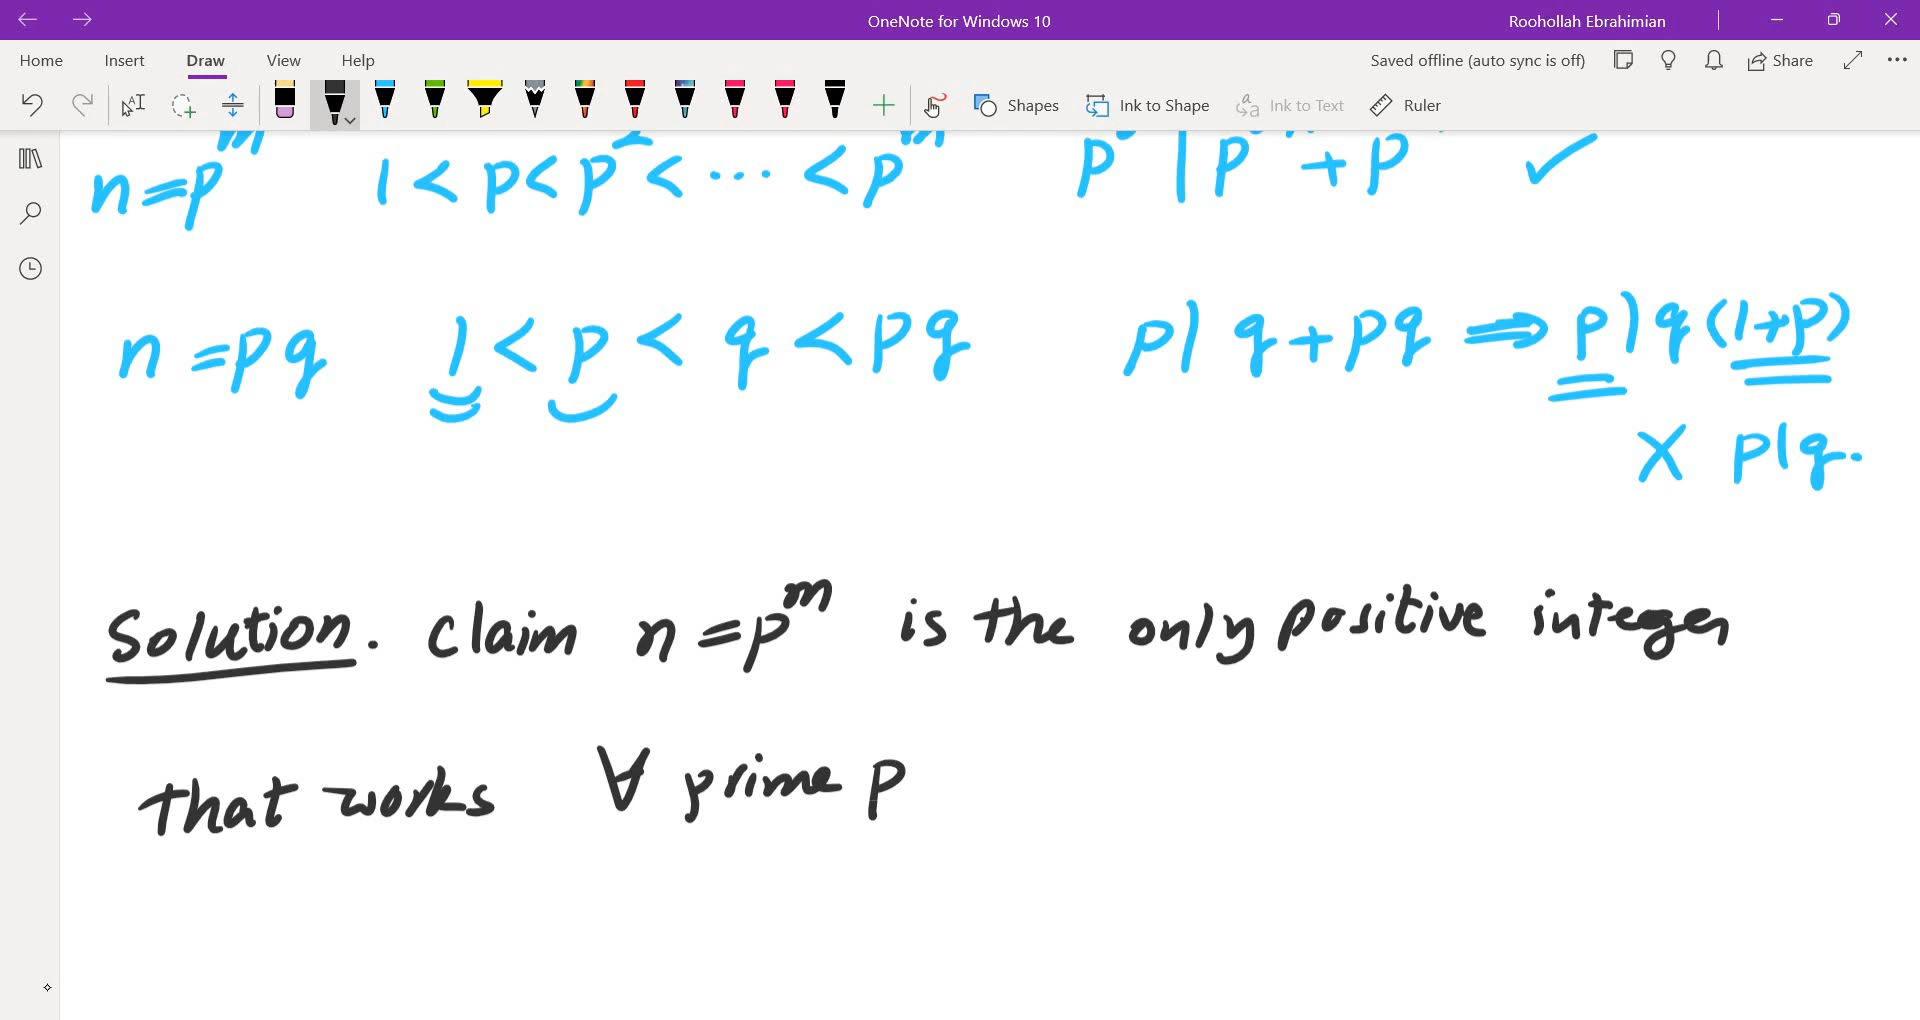 OneNote for Windows 10
Roohollah Ebrahimian
Home Insert Draw View Help
Saved offline (auto sync is off) Share
Shapes Ink to Shape Ink to Text Ruler
n=p^m 1<p<p^2<...<p^m p | p + p ✓
n=pq 1<p<q<pq p|q+pq ⇒ p|q(1+p)
X p|q.
Solution. claim n=p^m is the only positive integer
that works ∀ prime p